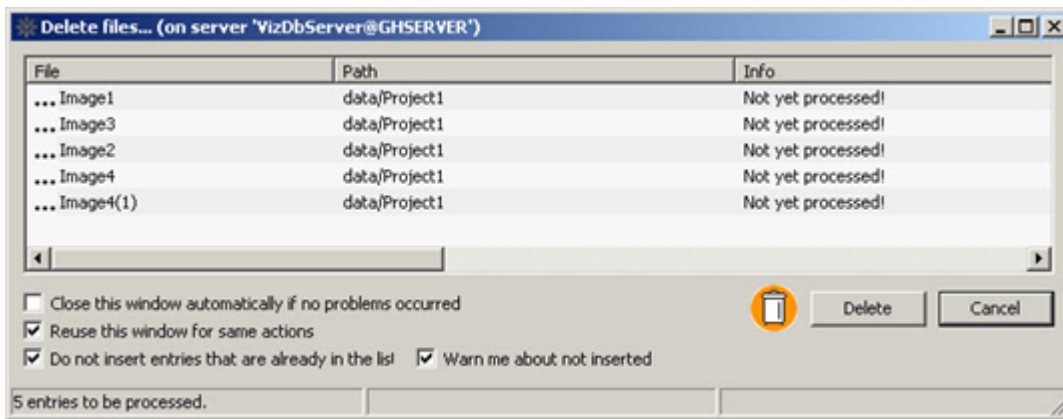 Delete files... (on server 'VizDbServer@GHSERVER')
File Path Info
... Image1 data/Project1 Not yet processed!
... Image3 data/Project1 Not yet processed!
... Image2 data/Project1 Not yet processed!
... Image4 data/Project1 Not yet processed!
... Image4(1) data/Project1 Not yet processed!
Close this window automatically if no problems occurred
Delete Cancel
Reuse this window for same actions
Do not insert entries that are already in the list Warn me about not inserted
5 entries to be processed.